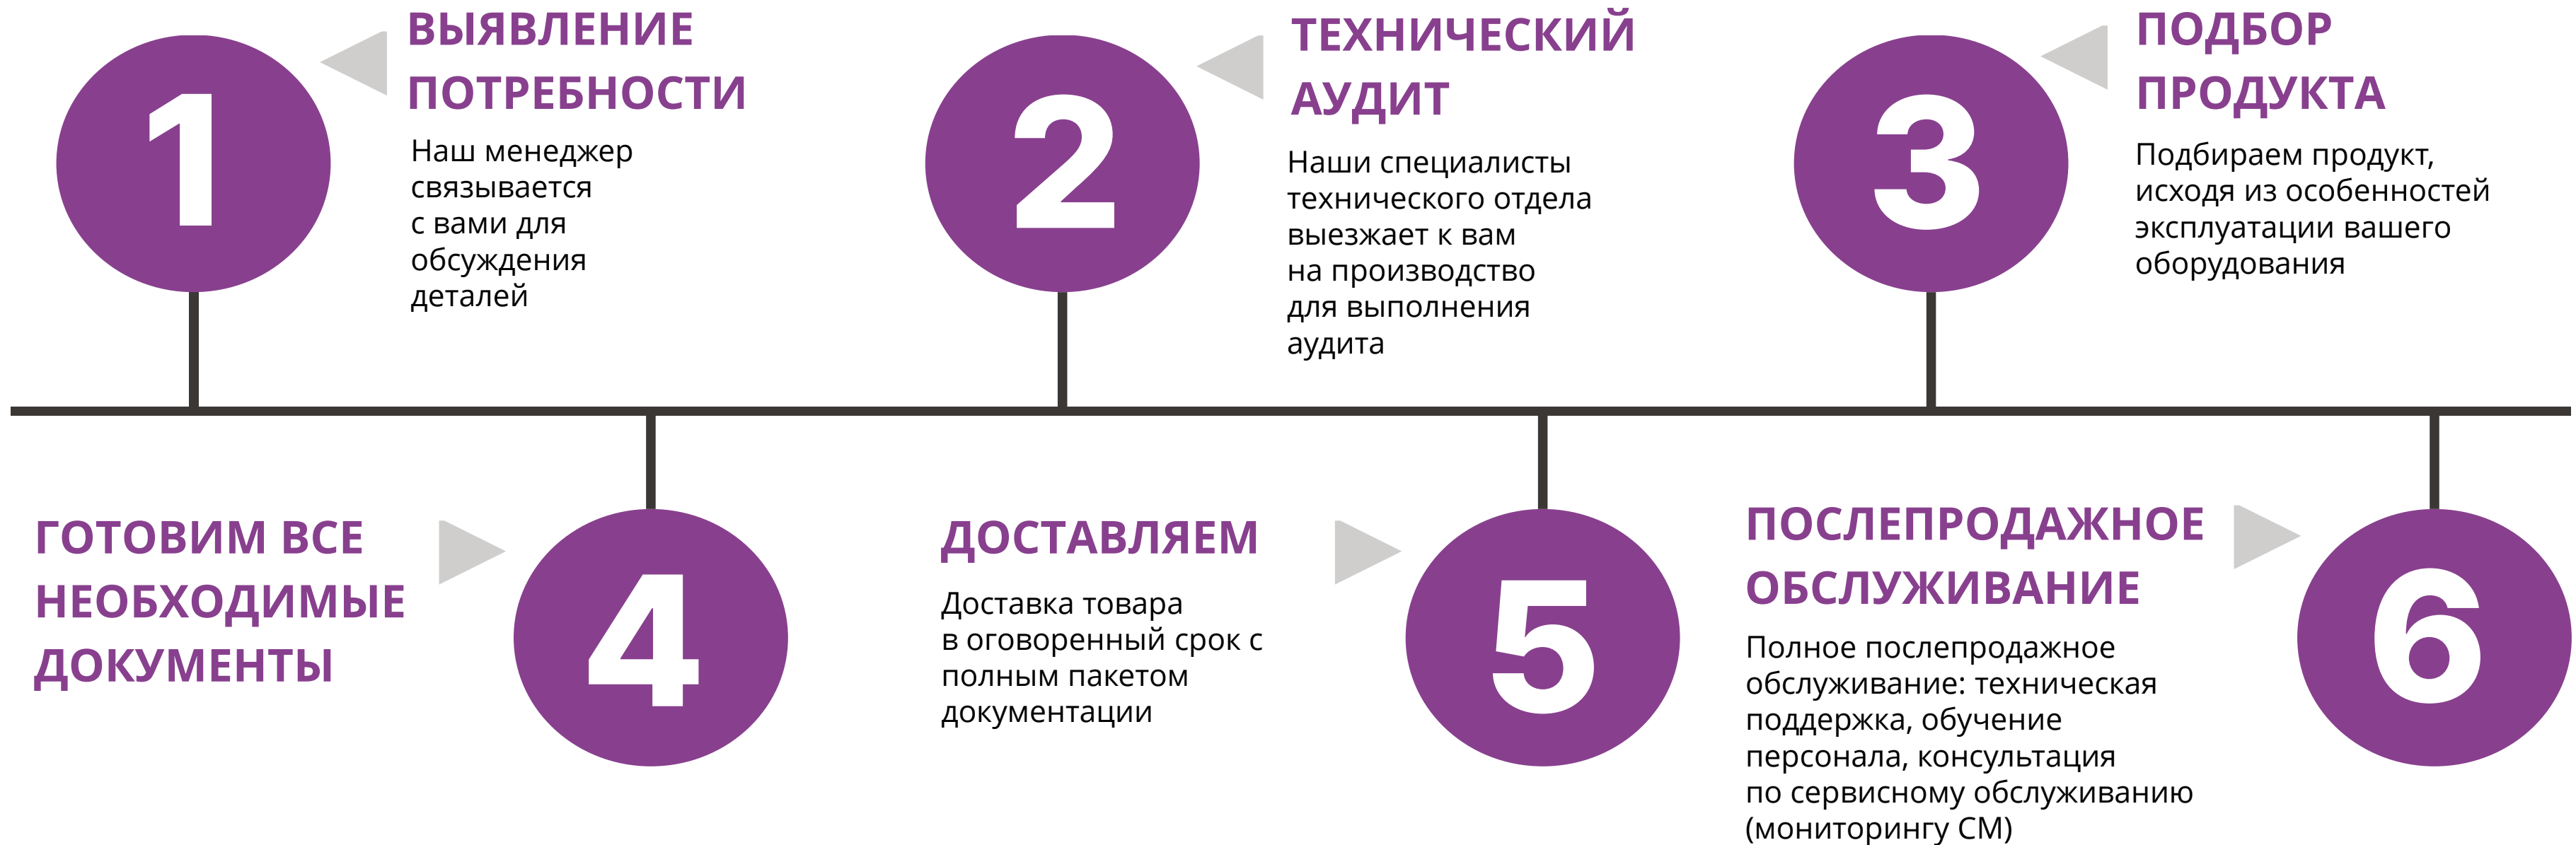 1
ВЫЯВЛЕНИЕ
ПОТРЕБНОСТИ
Наш менеджер
связывается
с вами для
обсуждения
деталей
2
ТЕХНИЧЕСКИЙ
АУДИТ
Наши специалисты
технического отдела
выезжает к вам
на производство
для выполнения
аудита
3
ПОДБОР
ПРОДУКТА
Подбираем продукт,
исходя из особенностей
эксплуатации вашего
оборудования
ГОТОВИМ ВСЕ
НЕОБХОДИМЫЕ
ДОКУМЕНТЫ
4
ДОСТАВЛЯЕМ
Доставка товара
в оговоренный срок с
полным пакетом
документации
5
ПОСЛЕПРОДАЖНОЕ
ОБСЛУЖИВАНИЕ
Полное послепродажное
обслуживание: техническая
поддержка, обучение
персонала, консультация
по сервисному обслуживанию
(мониторингу СМ)
6